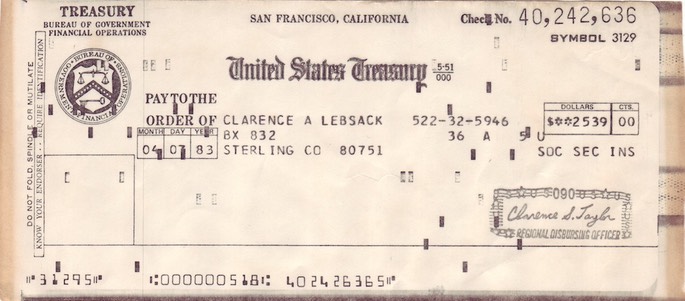 TREASURY
BUREAU OF GOVERNMENT
FINANCIAL OPERATIONS
SAN FRANCISCO, CALIFORNIA
Check No. 40,242,636
SYMBOL 3129
United States Treasury 15-51
000
PAY TO THE
ORDER OF CLARENCE A LEBSACK 522-32-5946
DOLLARS CTS.
$***2539 00
MONTH DAY YEAR
BX 832 36 A 5 U
04 03 83 STERLING CO 80751 SOC SEC INS
DO NOT FOLD, SPINDLE OR MUTILATE
KNOW YOUR ENDORSER - REQUIRE IDENTIFICATION
Clarence S. Taylor
REGIONAL DISBURSING OFFICER
31295 000000518 402426365